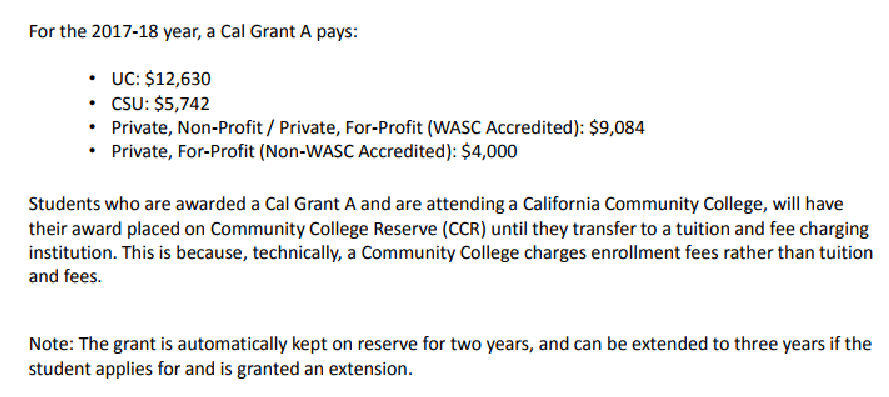 For the 2017-18 year, a Cal Grant A pays:
• UC: $12,630
• CSU: $5,742
• Private, Non-Profit / Private, For-Profit (WASC Accredited): $9,084
• Private, For-Profit (Non-WASC Accredited): $4,000
Students who are awarded a Cal Grant A and are attending a California Community College, will have
their award placed on Community College Reserve (CCR) until they transfer to a tuition and fee charging
institution. This is because, technically, a Community College charges enrollment fees rather than tuition
and fees.
Note: The grant is automatically kept on reserve for two years, and can be extended to three years if the
student applies for and is granted an extension.